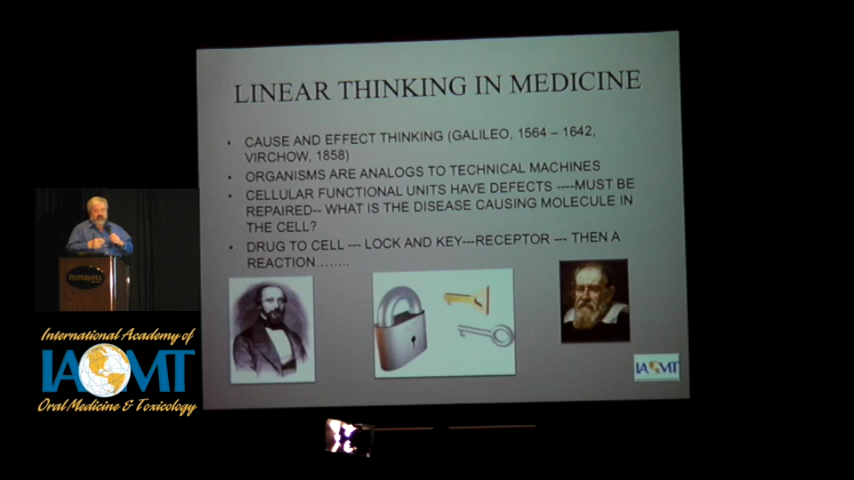 LINEAR THINKING IN MEDICINE
• CAUSE AND EFFECT THINKING (GALILEO, 1564 – 1642,
VIRCHOW, 1858)
• ORGANISMS ARE ANALOGS TO TECHNICAL MACHINES
• CELLULAR FUNCTIONAL UNITS HAVE DEFECTS ----MUST BE
REPAIRED-- WHAT IS THE DISEASE CAUSING MOLECULE IN
THE CELL?
• DRUG TO CELL --- LOCK AND KEY---RECEPTOR --- THEN A
REACTION........
IAOMT
PEPPERMILL
International Academy of
IAOMT
Oral Medicine & Toxicology